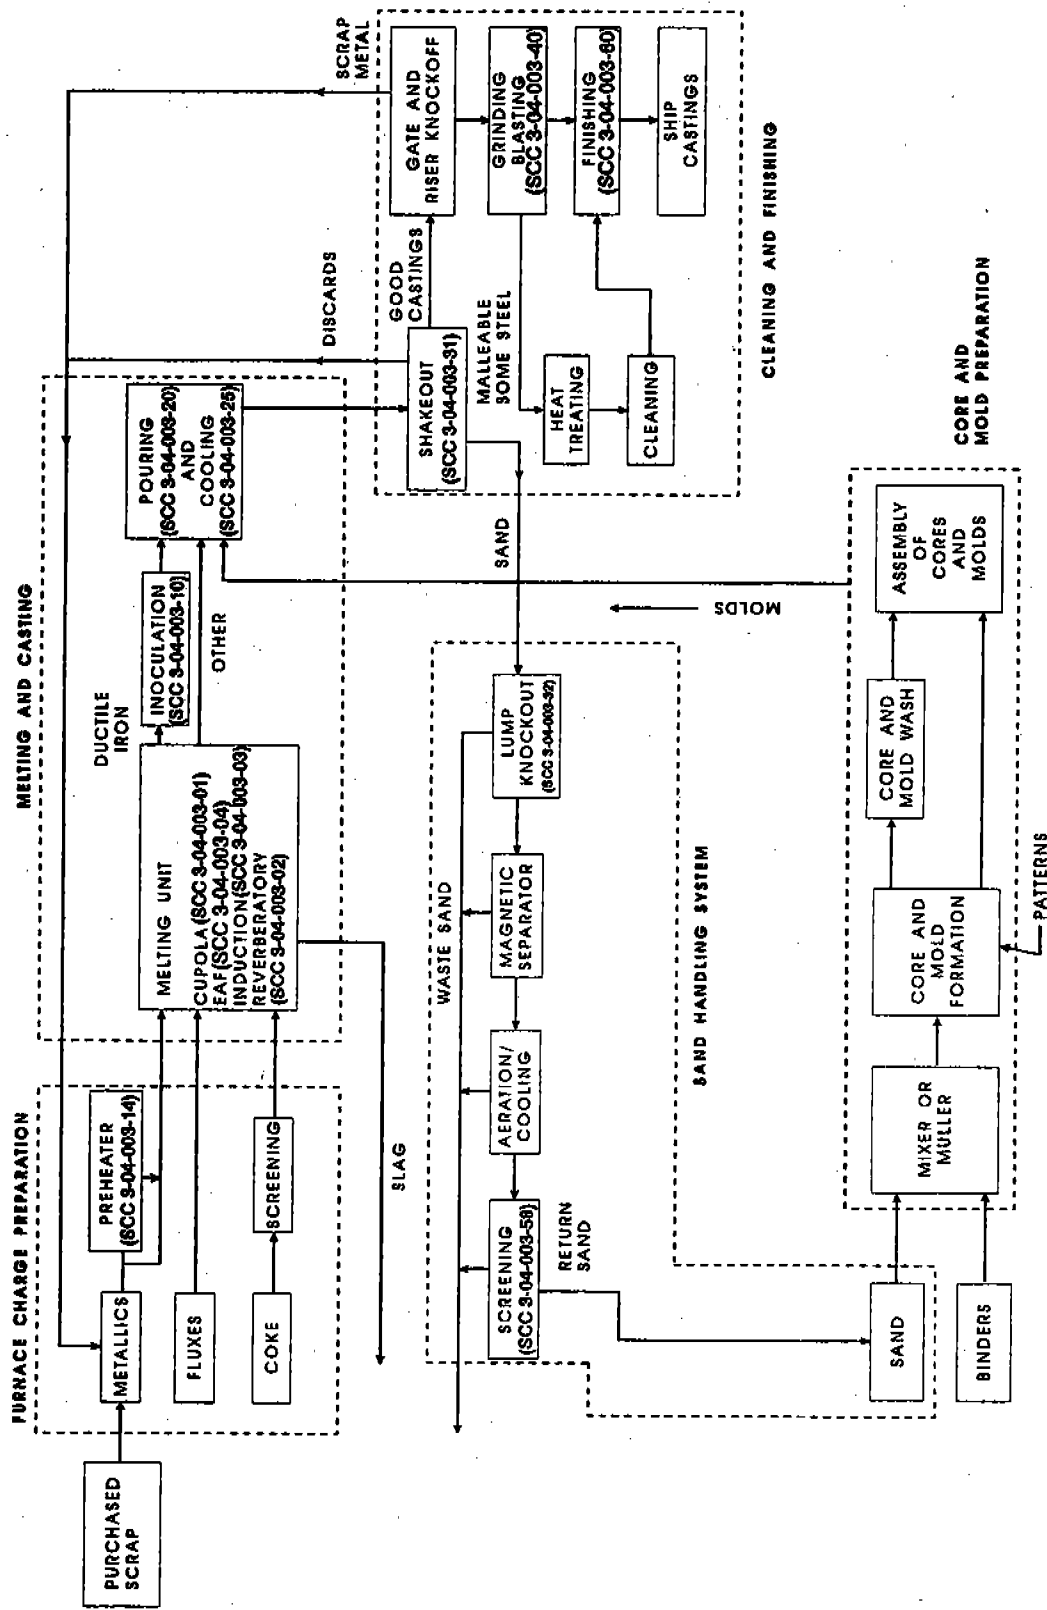 FURNACE CHARGE PREPARATION
PURCHASED
SCRAP
METALLICS
PREHEATER
(SCC 3-04-003-14)
FLUXES
COKE
SCREENING
MELTING AND CASTING
MELTING UNIT
CUPOLA(SCC 3-04-003-01)
EAF(SCC 3-04-003-04)
INDUCTION(SCC 3-04-003-03)
REVERBERATORY
(SCC 3-04-003-02)
DUCTILE
IRON
INOCULATION
(SCC 3-04-003-10)
OTHER
POURING
(SCC 3-04-003-20)
AND
COOLING
(SCC 3-04-003-25)
SLAG
DISCARDS
SCRAP
METAL
GOOD
CASTINGS
SHAKEOUT
(SCC 3-04-003-31)
GATE AND
RISER KNOCKOFF
MALLEABLE
SOME STEEL
GRINDING
BLASTING
(SCC 3-04-003-40)
HEAT
TREATING
FINISHING
(SCC 3-04-003-60)
CLEANING
SHIP
CASTINGS
CLEANING AND FINISHING
WASTE SAND
SAND
SCREENING
(SCC 3-04-003-58)
AERATION/
COOLING
MAGNETIC
SEPARATOR
LUMP
KNOCKOUT
(SCC 3-04-003-32)
RETURN
SAND
MOLDS
SAND HANDLING SYSTEM
SAND
BINDERS
MIXER OR
MULLER
CORE AND
MOLD
FORMATION
CORE AND
MOLD WASH
ASSEMBLY
OF
CORES
AND
MOLDS
PATTERNS
CORE AND
MOLD PREPARATION